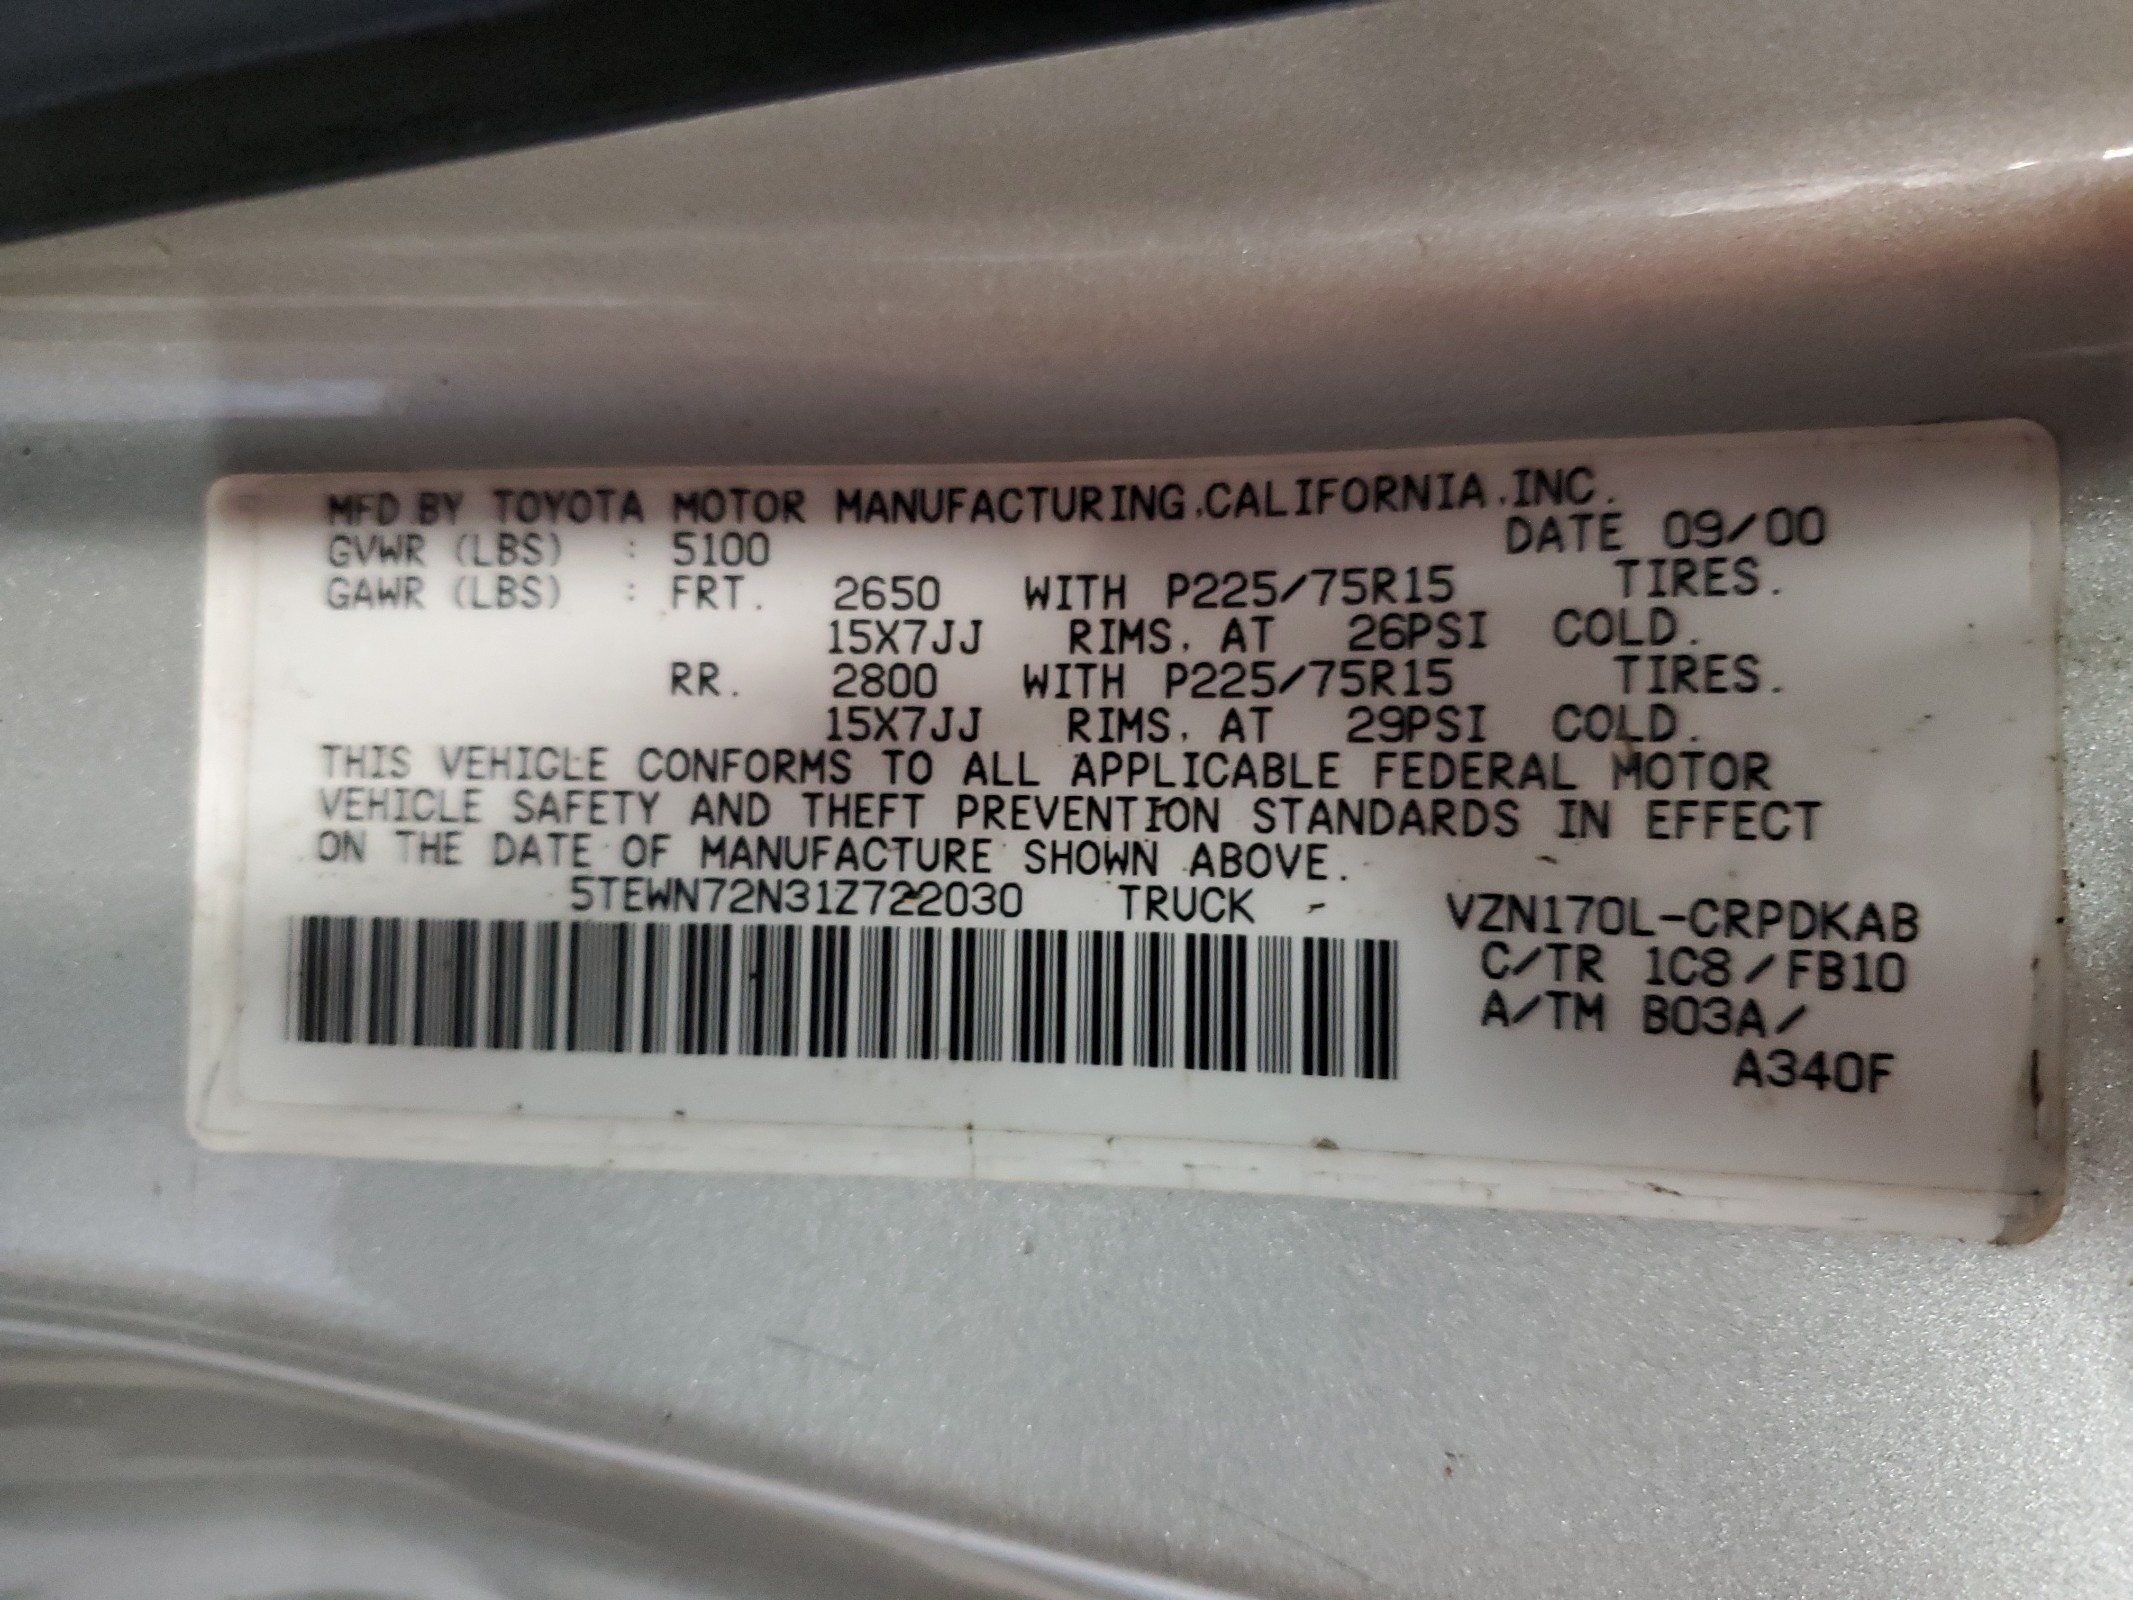 MFD.BY TOYOTA MOTOR MANUFACTURING,CALIFORNIA,INC.
DATE 09/00
GVWR (LBS) : 5100
GAWR (LBS) : FRT. 2650 WITH P225/75R15 TIRES.
15X7JJ RIMS, AT 26PSI COLD.
RR. 2800 WITH P225/75R15 TIRES.
15X7JJ RIMS, AT 29PSI COLD.
THIS VEHICLE CONFORMS TO ALL APPLICABLE FEDERAL MOTOR
VEHICLE SAFETY AND THEFT PREVENTION STANDARDS IN EFFECT
ON THE DATE OF MANUFACTURE SHOWN ABOVE.
5TEWN72N31Z722030 TRUCK
VZN170L-CRPDKAB
C/TR 1C8/FB10
A/TM B03A/
A340F